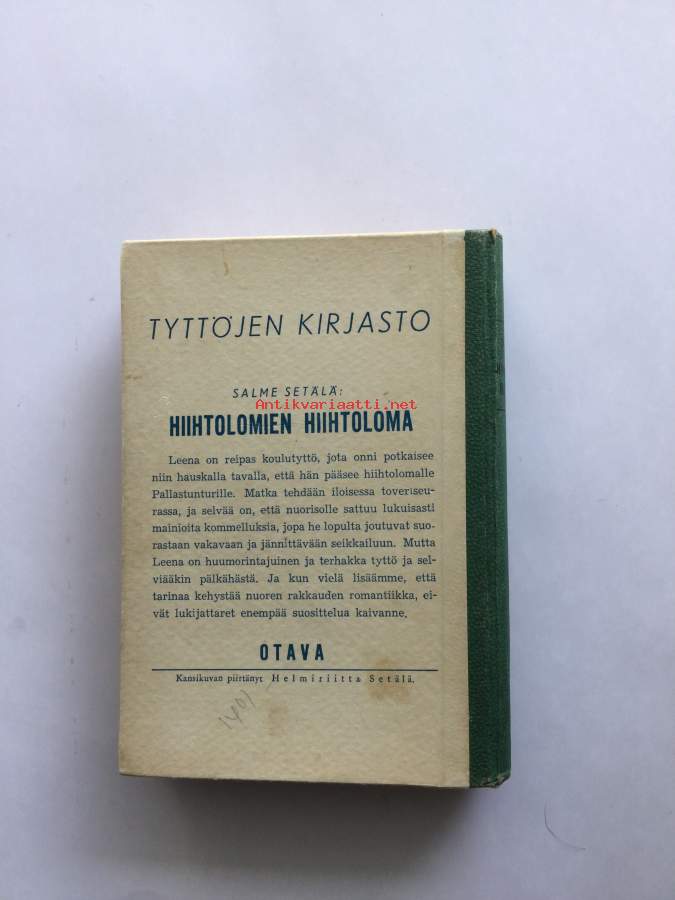 TYTTÖJEN KIRJASTO
SALME SETÄLÄ:
Antikvariaatti.net
HIIHTOLOMIEN HIIHTOLOMA
Leena on reipas koulutyttö, jota onni potkaisee
niin hauskalla tavalla, että hän pääsee hiihtolomalle
Pallastunturille. Matka tehdään iloisessa toveriseu-
rassa, ja selvää on, että nuorisolle sattuu lukuisasti
mainioita kommelluksia, jopa he lopulta joutuvat suo-
rastaan vakavaan ja jännittävään seikkailuun. Mutta
Leena on huumorintajuinen ja terhakka tyttö ja sel-
viääkin pälkähästä. Ja kun vielä lisäämme, että
tarinaa kehystää nuoren rakkauden romantiikka, ei-
vät lukijattaret enempää suosittelua kaivanne.
OTAVA
Kansikuvan piirtänyt Helmiriitta Setälä.
1401